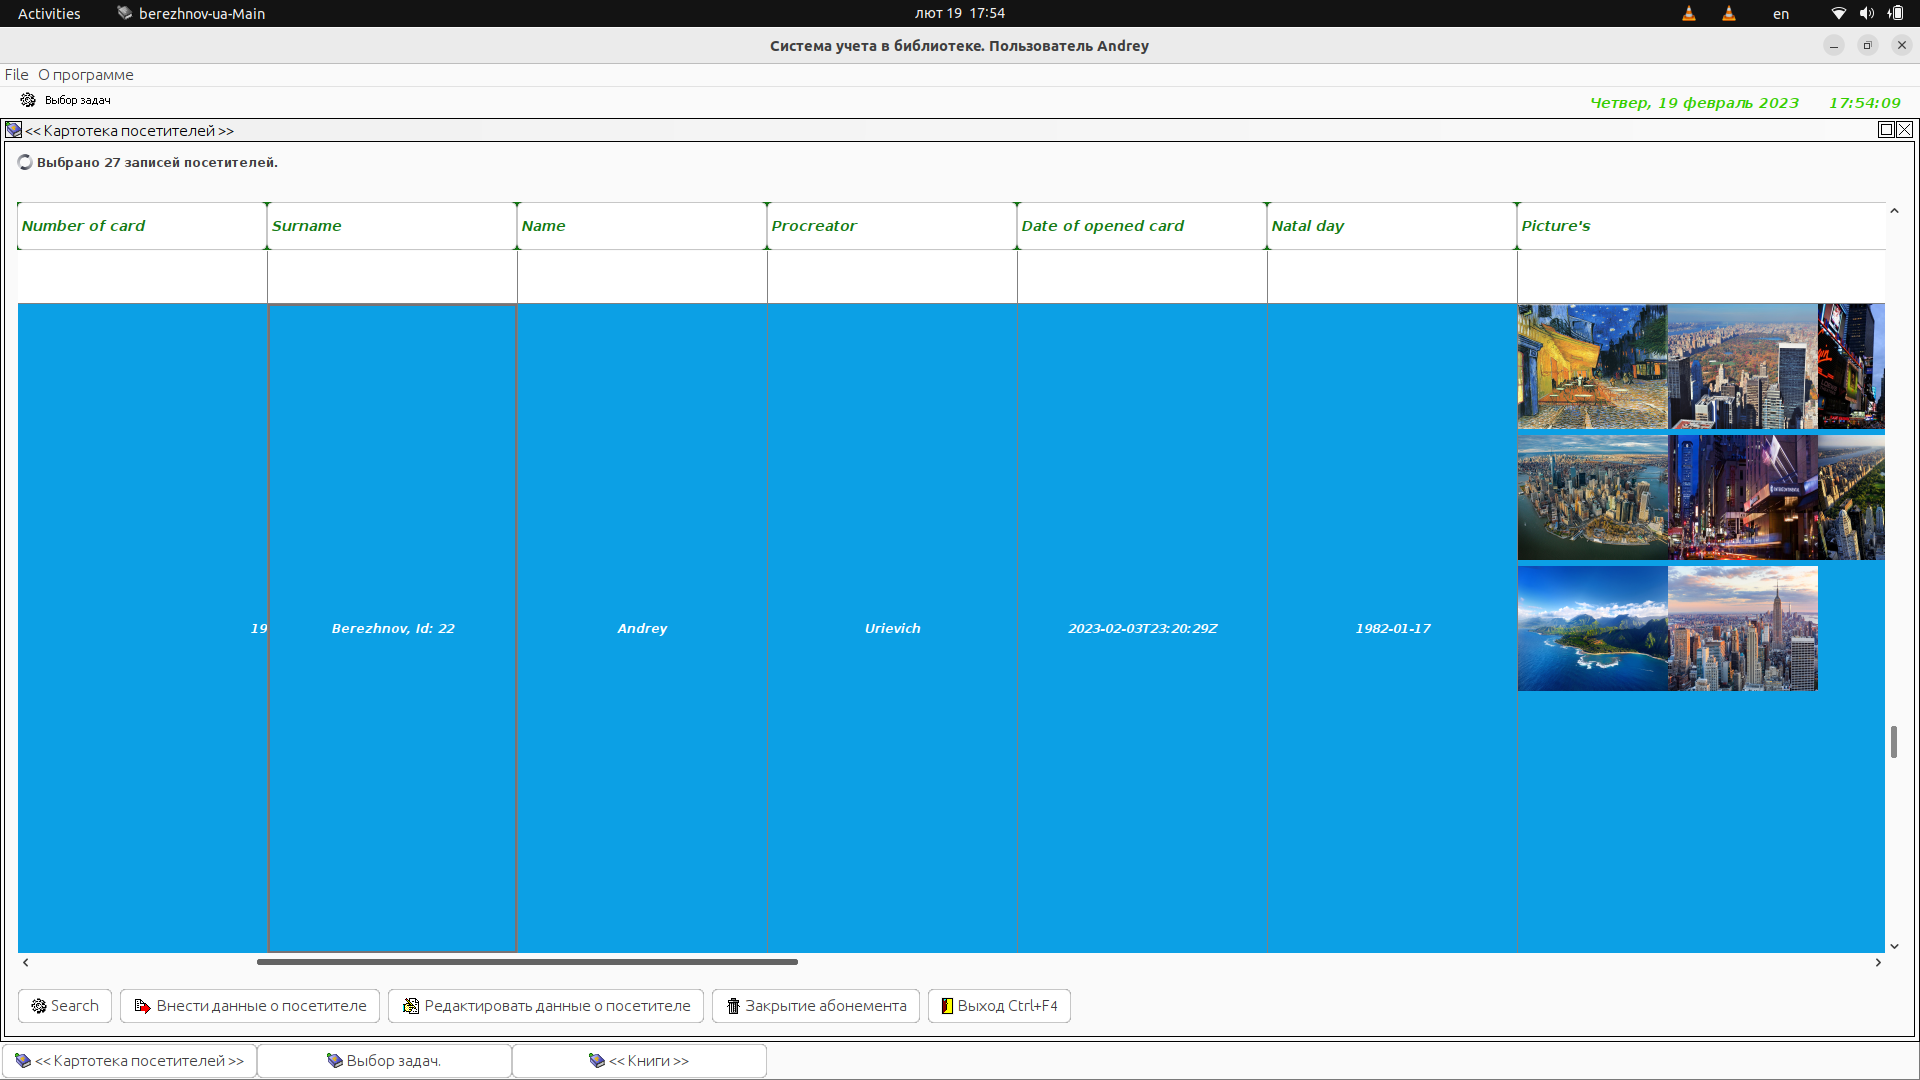 Activities berezhnov-ua-Main лют 19 17:54 en
Система учета в библиотеке. Пользователь Andrey
File О программе
Выбор задач Четвер, 19 февраль 2023 17:54:09
<< Картотека посетителей >>
Выбрано 27 записей посетителей.
Number of card Surname Name Procreator Date of opened card Natal day Picture's
19 Berezhnov, Id: 22 Andrey Urievich 2023-02-03T23:20:29Z 1982-01-17
Search Внести данные о посетителе Редактировать данные о посетителе Закрытие абонемента Выход Ctrl+F4
<< Картотека посетителей >> Выбор задач. << Книги >>